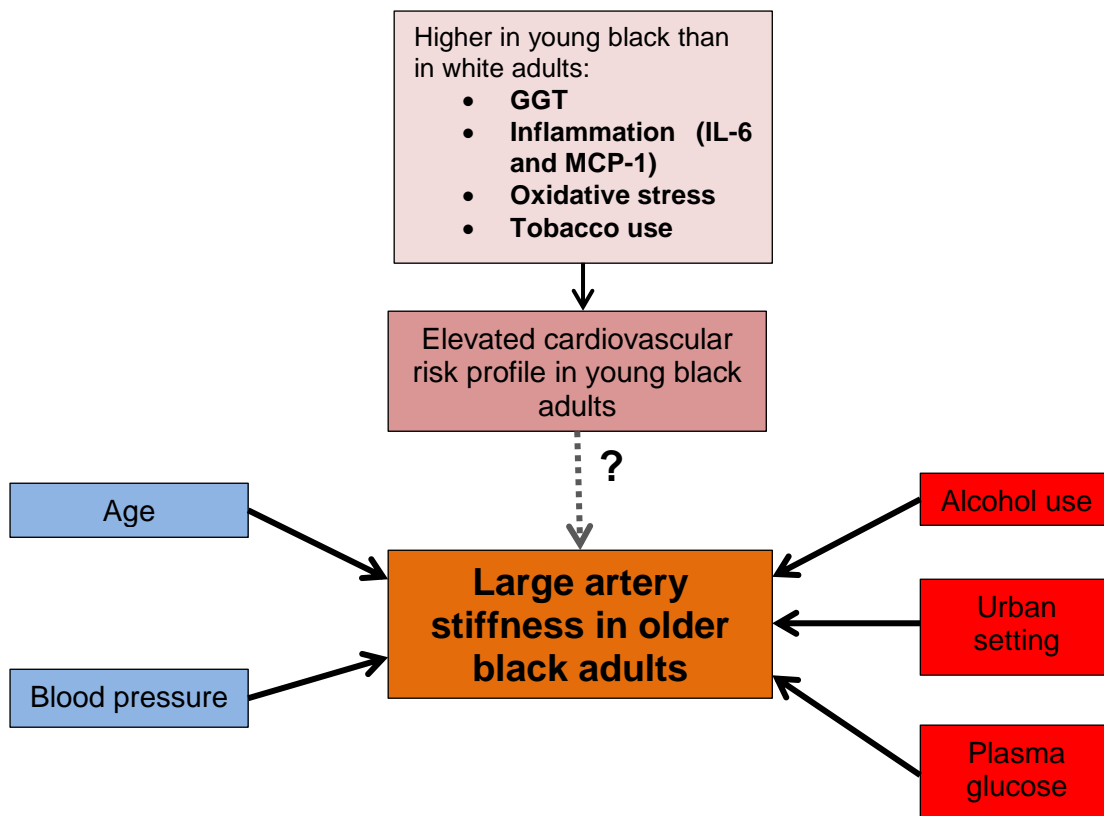 Higher in young black than
in white adults:
• GGT
• Inflammation (IL-6
and MCP-1)
• Oxidative stress
• Tobacco use
Elevated cardiovascular
risk profile in young black
adults
?
Age
Alcohol use
Large artery
stiffness in older
black adults
Urban
setting
Blood pressure
Plasma
glucose